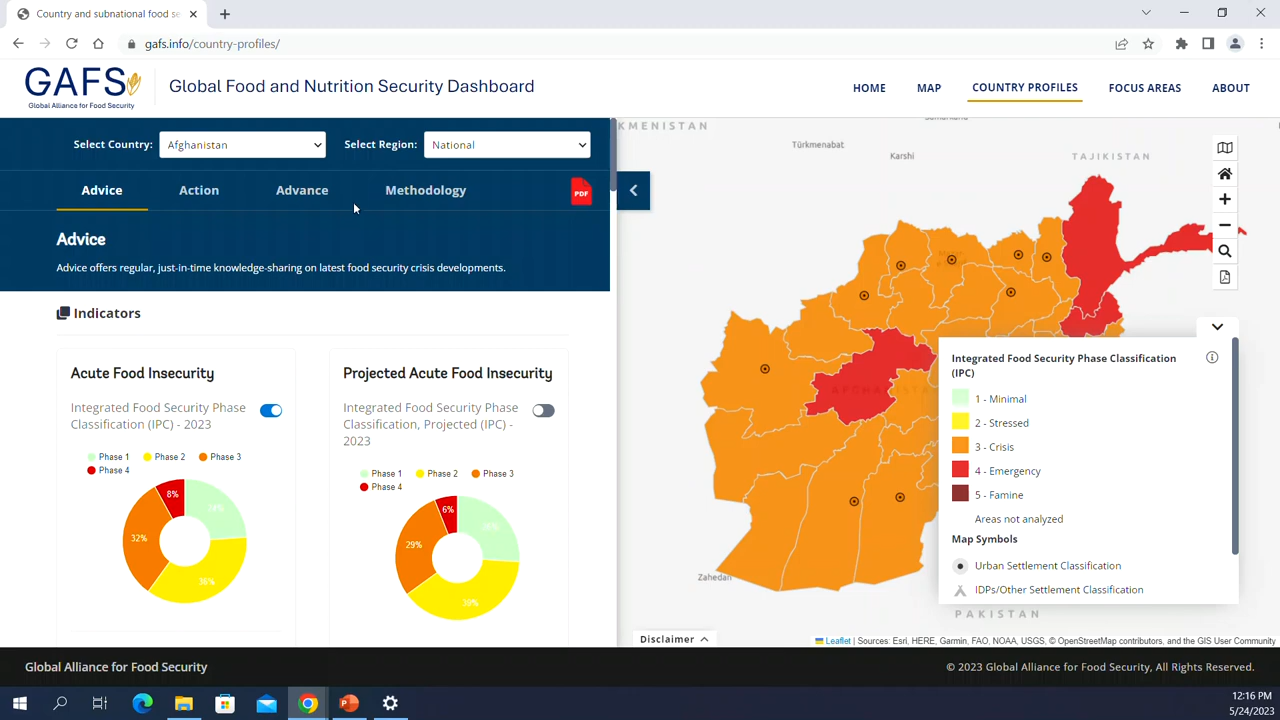 Country and subnational food se
gafs.info/country-profiles/
GAFS
Global Alliance for Food Security
Global Food and Nutrition Security Dashboard
HOME
MAP
COUNTRY PROFILES
FOCUS AREAS
ABOUT
Select Country:
Afghanistan
Select Region:
National
Advice
Action
Advance
Methodology
PDF
Advice
Advice offers regular, just-in-time knowledge-sharing on latest food security crisis developments.
Indicators
Acute Food Insecurity
Integrated Food Security Phase
Classification (IPC) - 2023
Phase 1
Phase 2
Phase 3
Phase 4
8%
24%
32%
36%
Projected Acute Food Insecurity
Integrated Food Security Phase
Classification, Projected (IPC) -
2023
Phase 1
Phase 2
Phase 3
Phase 4
6%
29%
39%
KMENISTAN
Türkmenabat
Karshi
TAJIKISTAN
AFGHANISTAN
Zahedan
PAKISTAN
Integrated Food Security Phase Classification
(IPC)
1 - Minimal
2 - Stressed
3 - Crisis
4 - Emergency
5 - Famine
Areas not analyzed
Map Symbols
Urban Settlement Classification
IDPs/Other Settlement Classification
Disclaimer
Leaflet | Sources: Esri, HERE, Garmin, FAO, NOAA, USGS, © OpenStreetMap contributors, and the GIS User Community
Global Alliance for Food Security
© 2023 Global Alliance for Food Security, All Rights Reserved.
12:16 PM
5/24/2023